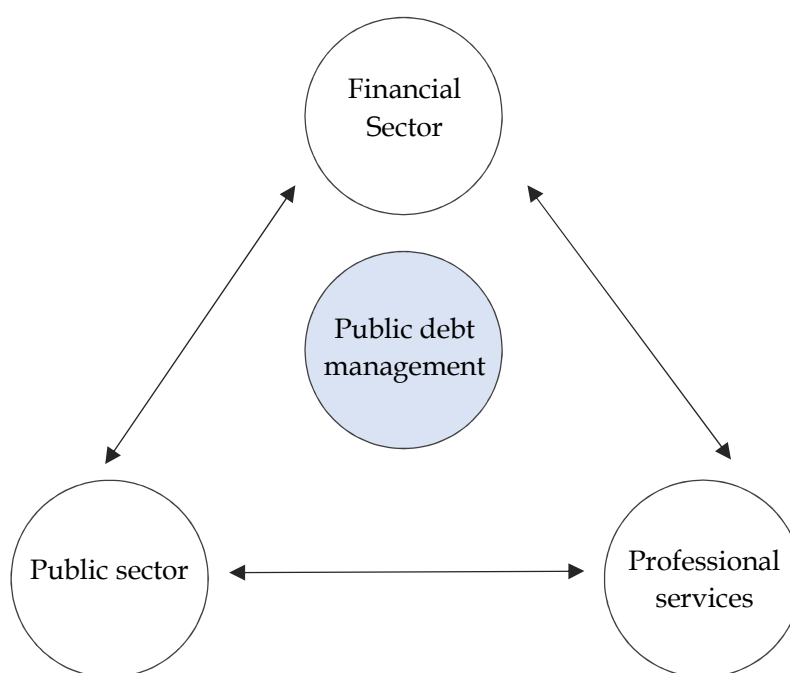 Financial
Sector
Public debt
management
Public sector
Professional
services